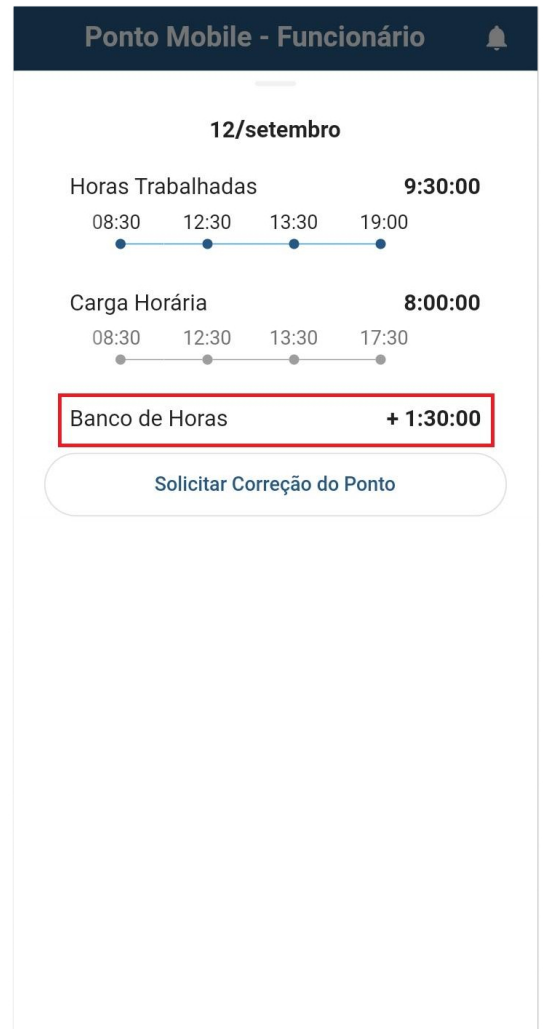 Ponto Mobile - Funcionário
12/setembro
Horas Trabalhadas 9:30:00
08:30 12:30 13:30 19:00
Carga Horária 8:00:00
08:30 12:30 13:30 17:30
Banco de Horas + 1:30:00
Solicitar Correção do Ponto